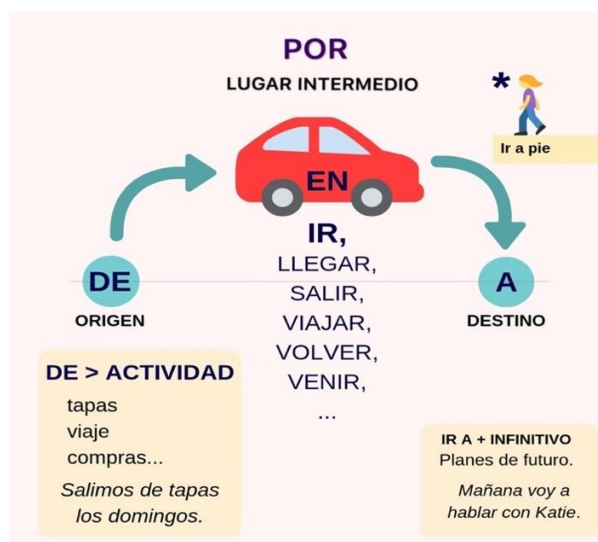 POR
LUGAR INTERMEDIO
*
Ir a pie
EN
IR,
LLEGAR,
SALIR,
VIAJAR,
VOLVER,
VENIR,
...
DE
ORIGEN
A
DESTINO
DE > ACTIVIDAD
tapas
viaje
compras...
Salimos de tapas
los domingos.
IR A + INFINITIVO
Planes de futuro.
Mañana voy a
hablar con Katie.